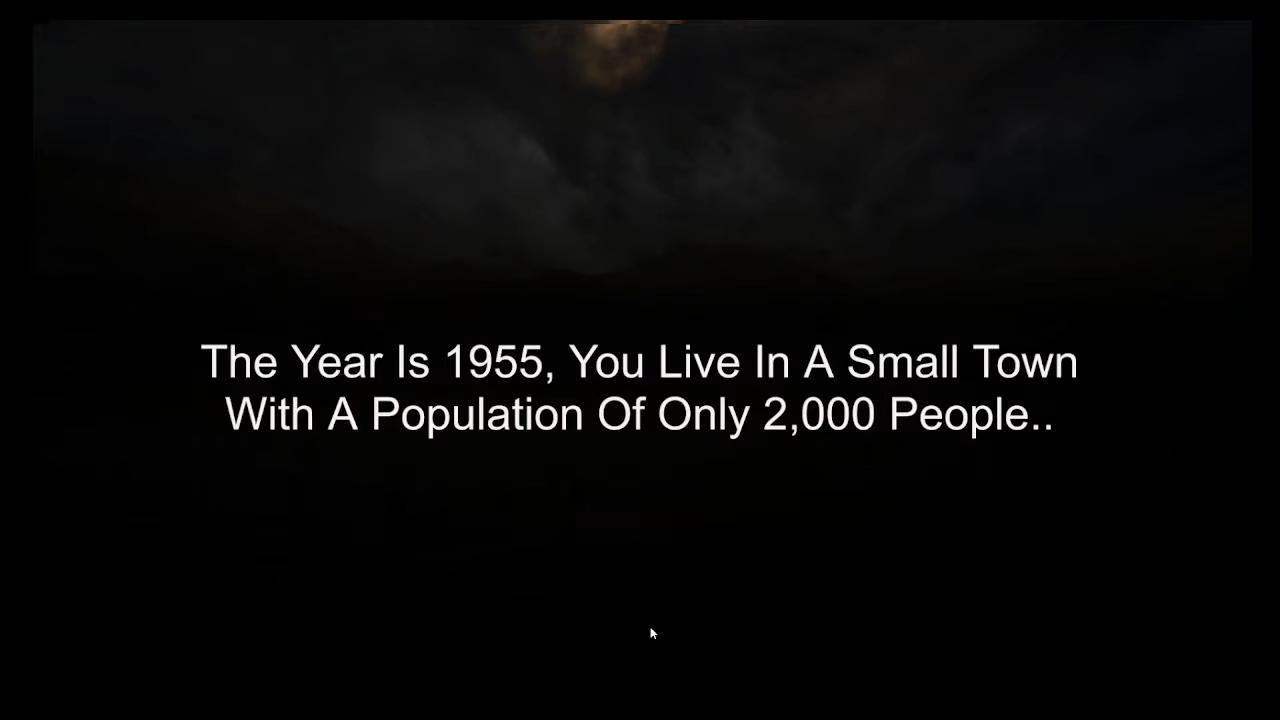 The Year Is 1955, You Live In A Small Town
With A Population Of Only 2,000 People..